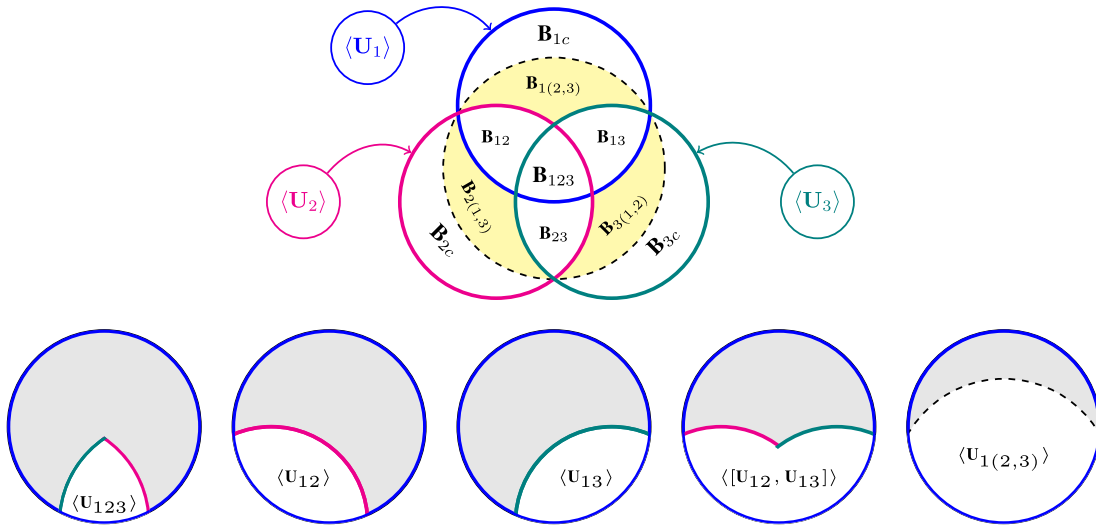 ⟨U₁⟩
B₁c
B₁₍₂,₃₎
B₁₂
B₁₃
B₁₂₃
⟨U₂⟩
B₂₍₁,₃₎
B₃₍₁,₂₎
⟨U₃⟩
B₂c
B₂₃
B₃c
⟨U₁₂₃⟩
⟨U₁₂⟩
⟨U₁₃⟩
⟨[U₁₂, U₁₃]⟩
⟨U₁₍₂,₃₎⟩